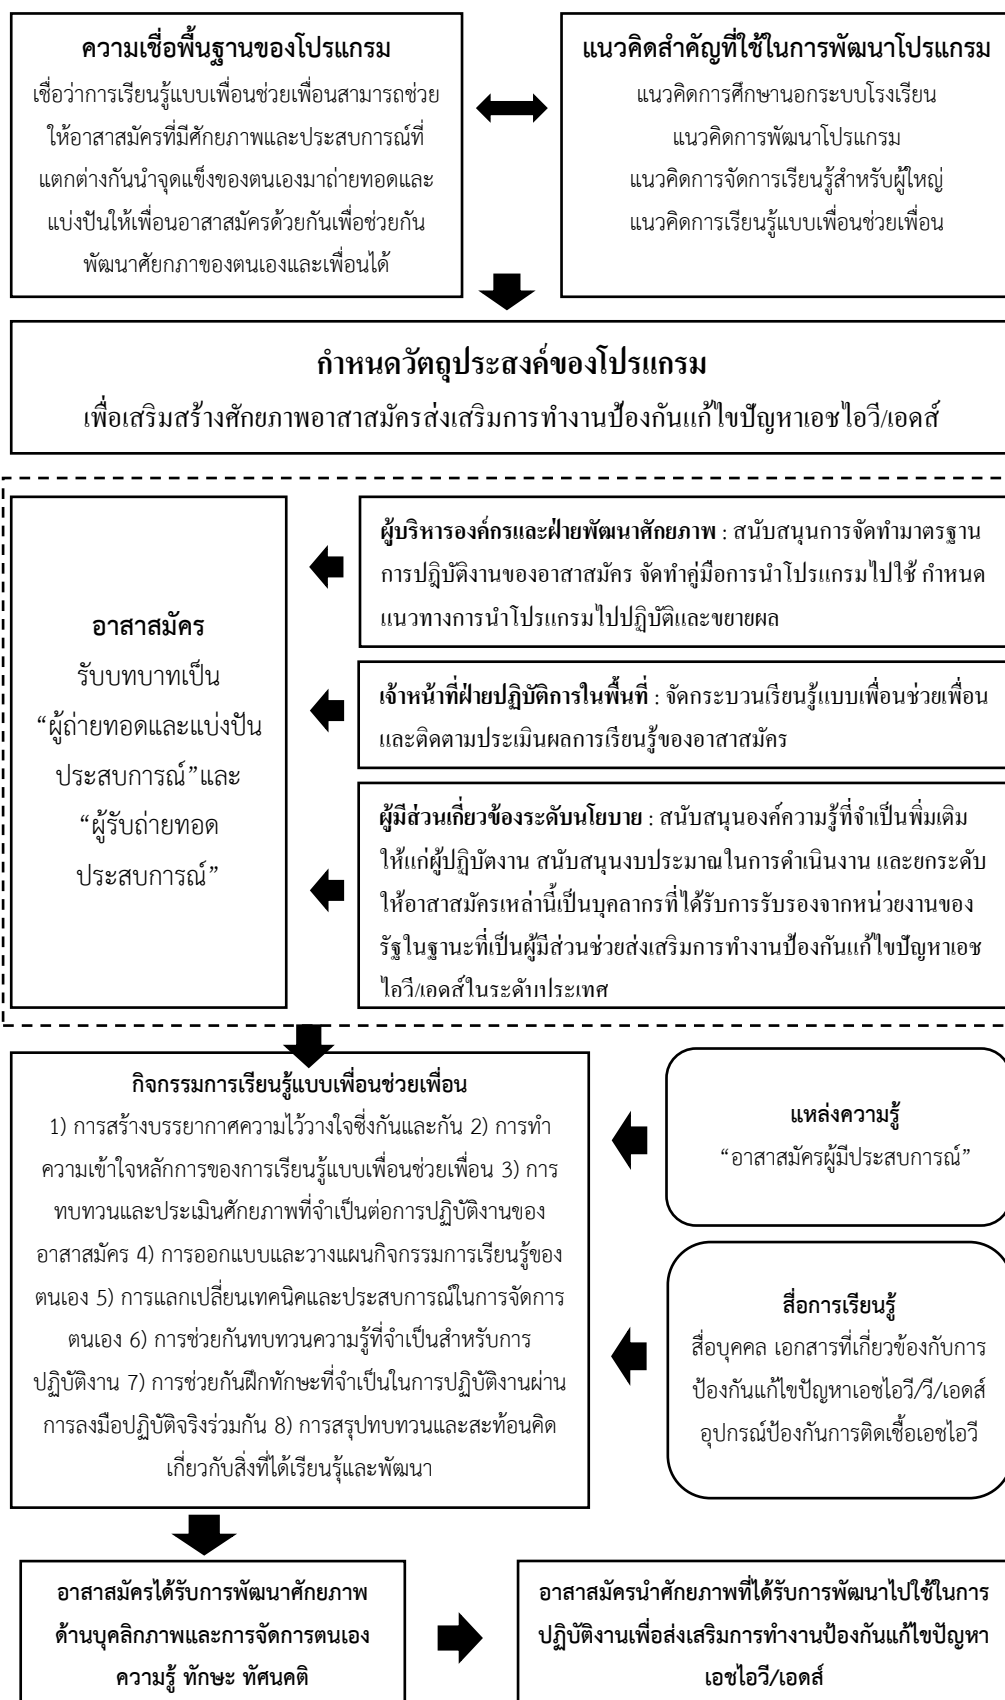 ความเชื่อพื้นฐานของโปรแกรม
เชื่อว่าการเรียนรู้แบบเพื่อนช่วยเพื่อนสามารถช่วย
ให้อาสาสมัครที่มีศักยภาพและประสบการณ์ที่
แตกต่างกันนำจุดแข็งของตนเองมาถ่ายทอดและ
แบ่งปันให้เพื่อนอาสาสมัครด้วยกันเพื่อช่วยกัน
พัฒนาศัยกภาของตนเองและเพื่อนได้
แนวคิดสำคัญที่ใช้ในการพัฒนาโปรแกรม
แนวคิดการศึกษานอกระบบโรงเรียน
แนวคิดการพัฒนาโปรแกรม
แนวคิดการจัดการเรียนรู้สำหรับผู้ใหญ่
แนวคิดการเรียนรู้แบบเพื่อนช่วยเพื่อน
กำหนดวัตถุประสงค์ของโปรแกรม
เพื่อเสริมสร้างศักยภาพอาสาสมัครส่งเสริมการทำงานป้องกันแก้ไขปัญหาเอชไอวี/เอดส์
อาสาสมัคร
รับบทบาทเป็น
“ผู้ถ่ายทอดและแบ่งปัน
ประสบการณ์”และ
“ผู้รับถ่ายทอด
ประสบการณ์”
ผู้บริหารองค์กรและฝ่ายพัฒนาศักยภาพ : สนับสนุนการจัดทำมาตรฐาน
การปฎิบัติงานของอาสาสมัคร จัดทำคู่มือการนำโปรแกรมไปใช้ กำหนด
แนวทางการนำโปรแกรมไปปฏิบัติและขยายผล
เจ้าหน้าที่ฝ่ายปฏิบัติการในพื้นที่ : จัดกระบวนเรียนรู้แบบเพื่อนช่วยเพื่อน
และติดตามประเมินผลการเรียนรู้ของอาสาสมัคร
ผู้มีส่วนเกี่ยวข้องระดับนโยบาย : สนับสนุนองค์ความรู้ที่จำเป็นพิ่มเติม
ให้แก่ผู้ปฏิบัตงาน สนับสนุนงบประมาณในการดำเนินงาน และยกระดับ
ให้อาสาสมัครเหล่านี้เป็นบุคลากรที่ได้รับการรับรองจากหน่วยงานของ
รัฐในฐานะที่เป็นผู้มีส่วนช่วยส่งเสริมการทำงานป้องกันแก้ไขปัญหาเอช
ไอวี/เอดส์ในระดับประเทศ
กิจกรรมการเรียนรู้แบบเพื่อนช่วยเพื่อน
1) การสร้างบรรยากาศความไว้วางใจซึ่งกันและกัน 2) การทำ
ความเข้าใจหลักการของการเรียนรู้แบบเพื่อนช่วยเพื่อน 3) การ
ทบทวนและประเมินศักยภาพที่จำเป็นต่อการปฏิบัติงานของ
อาสาสมัคร 4) การออกแบบและวางแผนกิจกรรมการเรียนรู้ของ
ตนเอง 5) การแลกเปลี่ยนเทคนิคและประสบการณ์ในการจัดการ
ตนเอง 6) การช่วยกันทบทวนความรู้ที่จำเป็นสำหรับการ
ปฏิบัติงาน 7) การช่วยกันฝึกทักษะที่จำเป็นในการปฏิบัติงานผ่าน
การลงมือปฏิบัติจริงร่วมกัน 8) การสรุปทบทวนและสะท้อนคิด
เกี่ยวกับสิ่งที่ได้เรียนรู้และพัฒนา
แหล่งความรู้
“อาสาสมัครผู้มีประสบการณ์”
สื่อการเรียนรู้
สื่อบุคคล เอกสารที่เกี่ยวข้องกับการ
ป้องกันแก้ไขปัญหาเอชไอวี/วี/เอดส์
อุปกรณ์ป้องกันการติดเชื้อเอชไอวี
อาสาสมัครได้รับการพัฒนาศักยภาพ
ด้านบุคลิกภาพและการจัดการตนเอง
ความรู้ ทักษะ ทัศนคติ
อาสาสมัครนำศักยภาพที่ได้รับการพัฒนาไปใช้ในการ
ปฏิบัติงานเพื่อส่งเสริมการทำงานป้องกันแก้ไขปัญหา
เอชไอวี/เอดส์